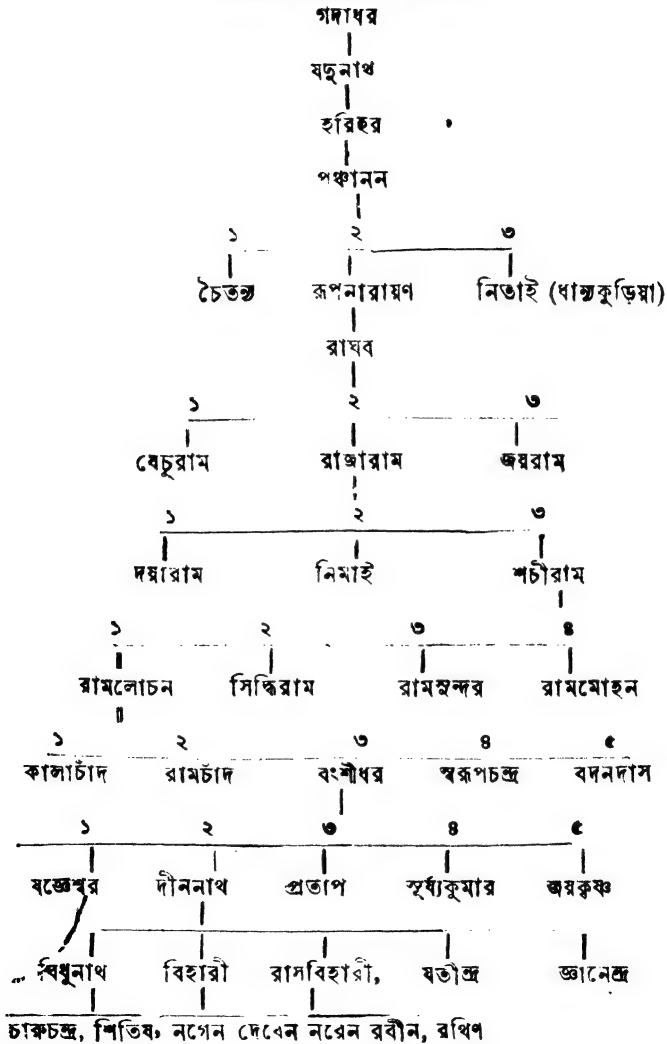 গদাধর
যদুনাথ
হরিহর
পঞ্চানন
১ ২ ৩
চৈতন্য রূপনারায়ণ নিতাই (ধান্যকুড়িয়া)
রাঘব
১ ২ ৩
খেচুরাম রাজারাম জয়রাম
১ ২ ৩
দয়ারাম নিমাই শচীরাম
১ ২ ৩ ৪
রামলোচন সিদ্ধিরাম রামসুন্দর রামমোহন
১ ২ ৩ ৪ ৫
কালাচাঁদ রামচাঁদ বংশীধর স্বরূপচন্দ্র বদনদাস
১ ২ ৩ ৪ ৫
যজ্ঞেশ্বর দীননাথ প্রতাপ সূর্য্যকুমার জয়কৃষ্ণ
বিধুনাথ বিহারী রাসবিহারী, যতীন্দ্র জ্ঞানেন্দ্র
চারুচন্দ্র, শিতিষ, নগেন দেবেন নরেন রবীন, রথিণ